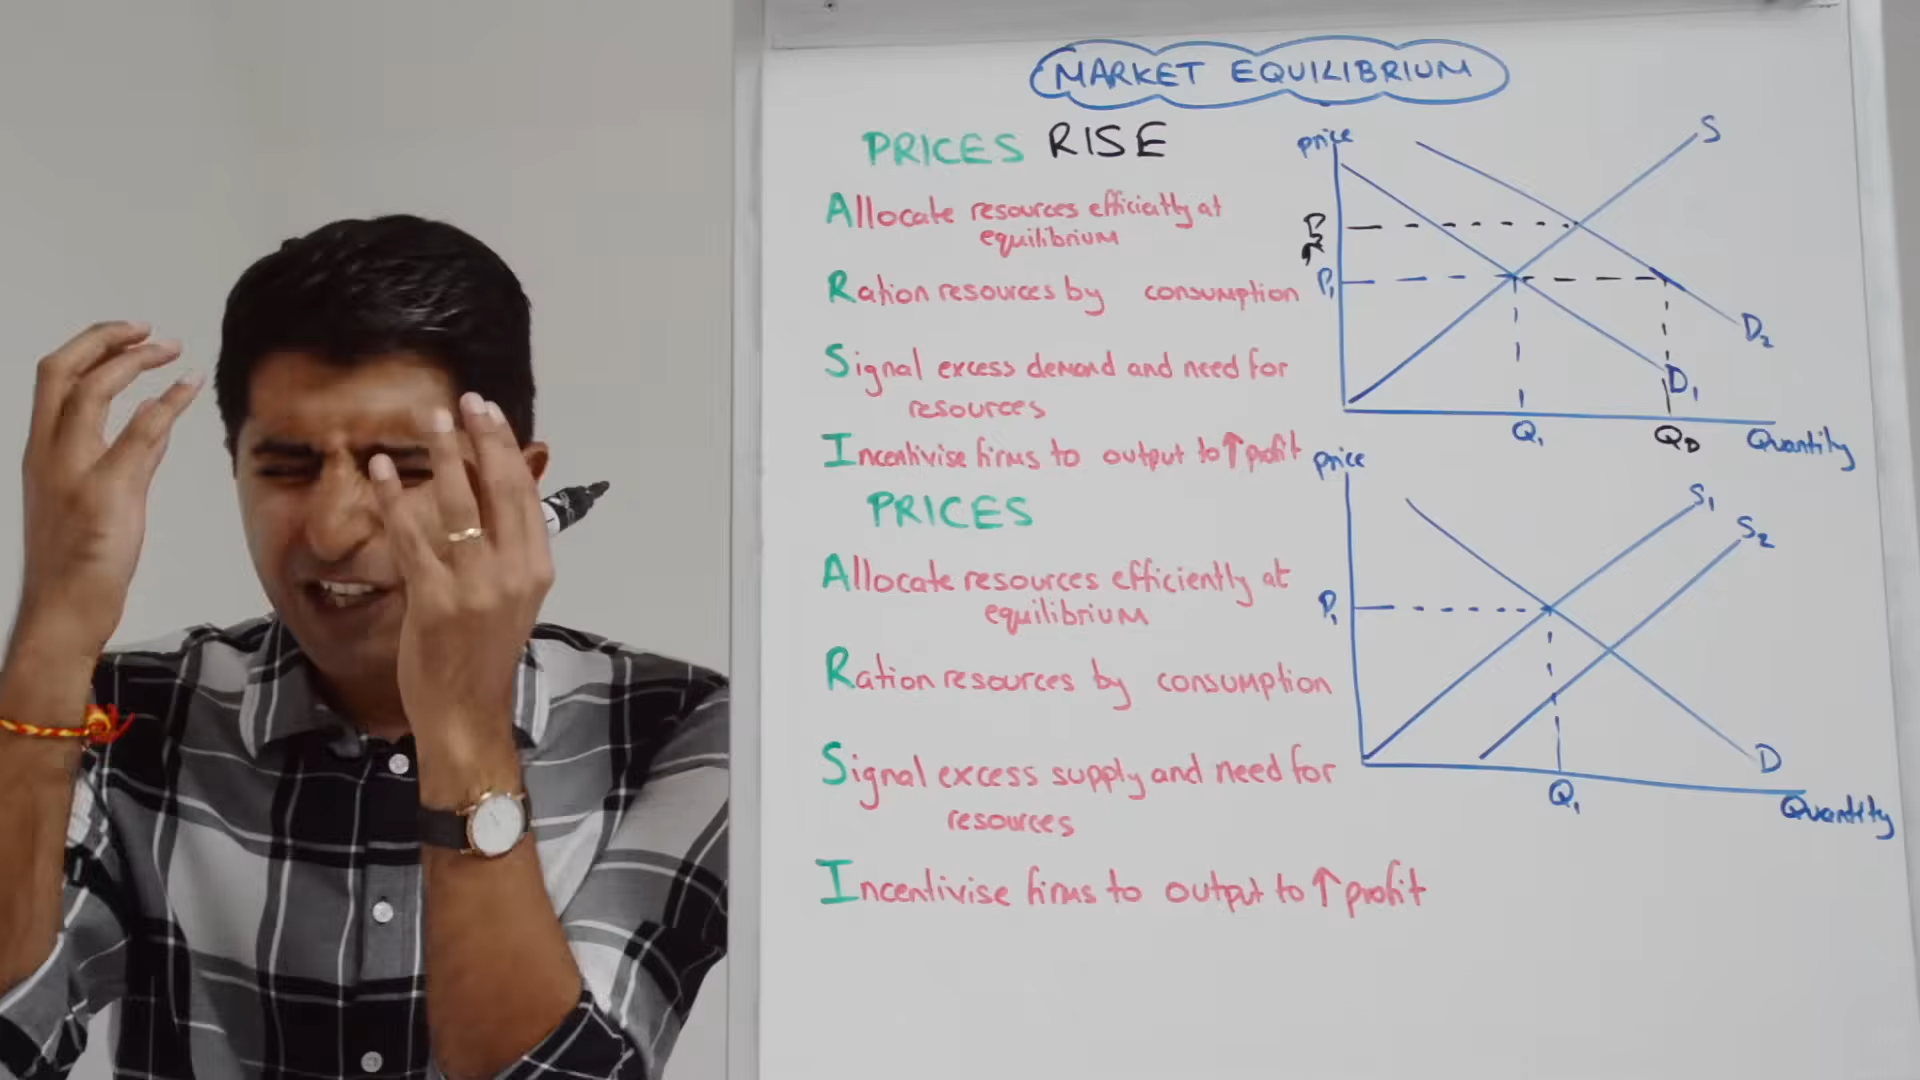 MARKET EQUILIBRIUM
PRICES RISE
Allocate resources efficiently at
equilibrium
Ration resources by consumption
Signal excess demand and need for
resources
Incentivise firms to output to ↑ profit
PRICES
Allocate resources efficiently at
equilibrium
Ration resources by consumption
Signal excess supply and need for
resources
Incentivise firms to output to ↑ profit
price
S
P₁
D₂
D₁
Q₁
Q_D
Quantity
price
S₁
S₂
P₁
D
Q₁
Quantity